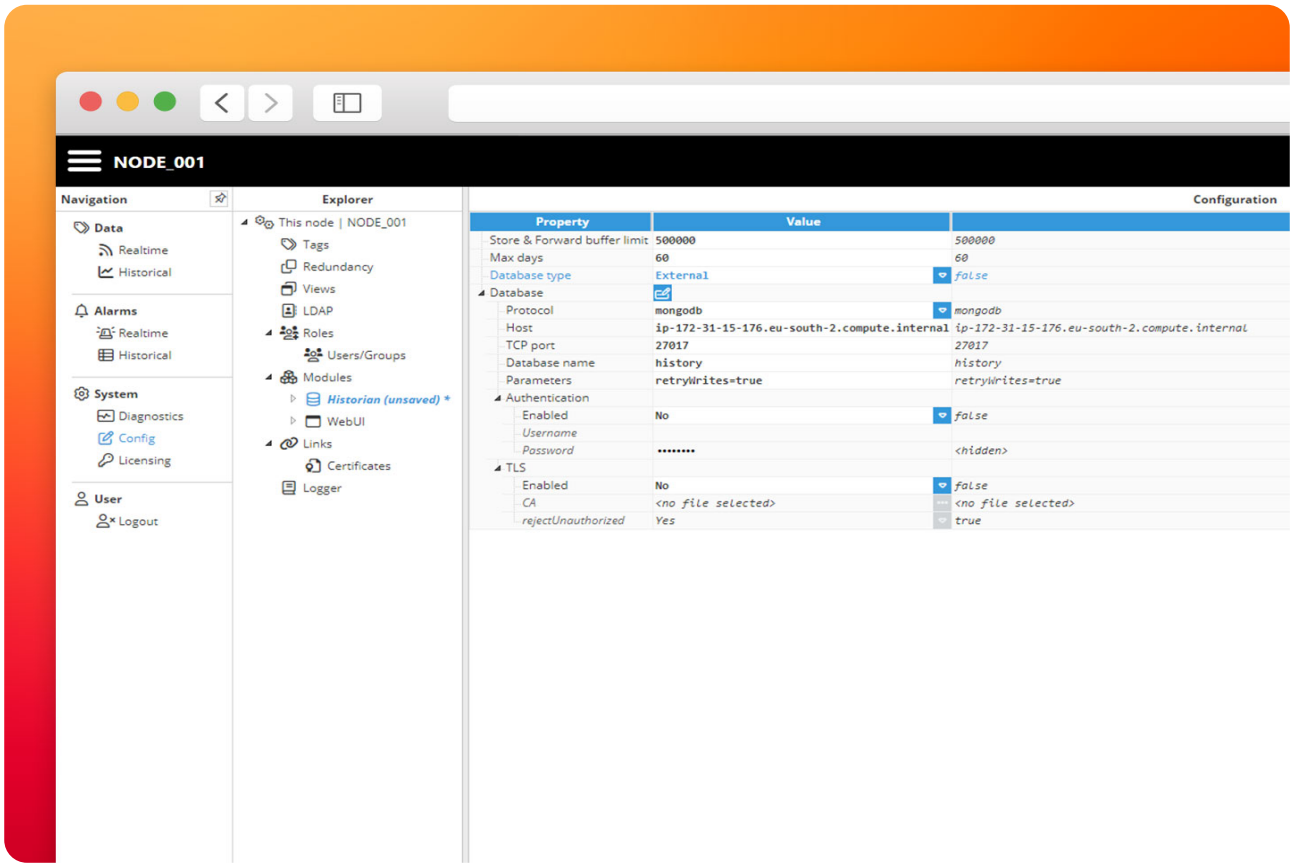 NODE_001
Navigation
Data
Realtime
Historical
Alarms
Realtime
Historical
System
Diagnostics
Config
Licensing
User
Logout
Explorer
This node | NODE_001
Tags
Redundancy
Views
LDAP
Roles
Users/Groups
Modules
Historian (unsaved) *
WebUI
Links
Certificates
Logger
Configuration
Property Value
Store & Forward buffer limit 500000 500000
Max days 60 60
Database type External false
Database
Protocol mongodb mongodb
Host ip-172-31-15-176.eu-south-2.compute.internal ip-172-31-15-176.eu-south-2.compute.internal
TCP port 27017 27017
Database name history history
Parameters retryWrites=true retryWrites=true
Authentication
Enabled No false
Username
Password •••••••• <hidden>
TLS
Enabled No false
CA <no file selected> <no file selected>
rejectUnauthorized Yes true